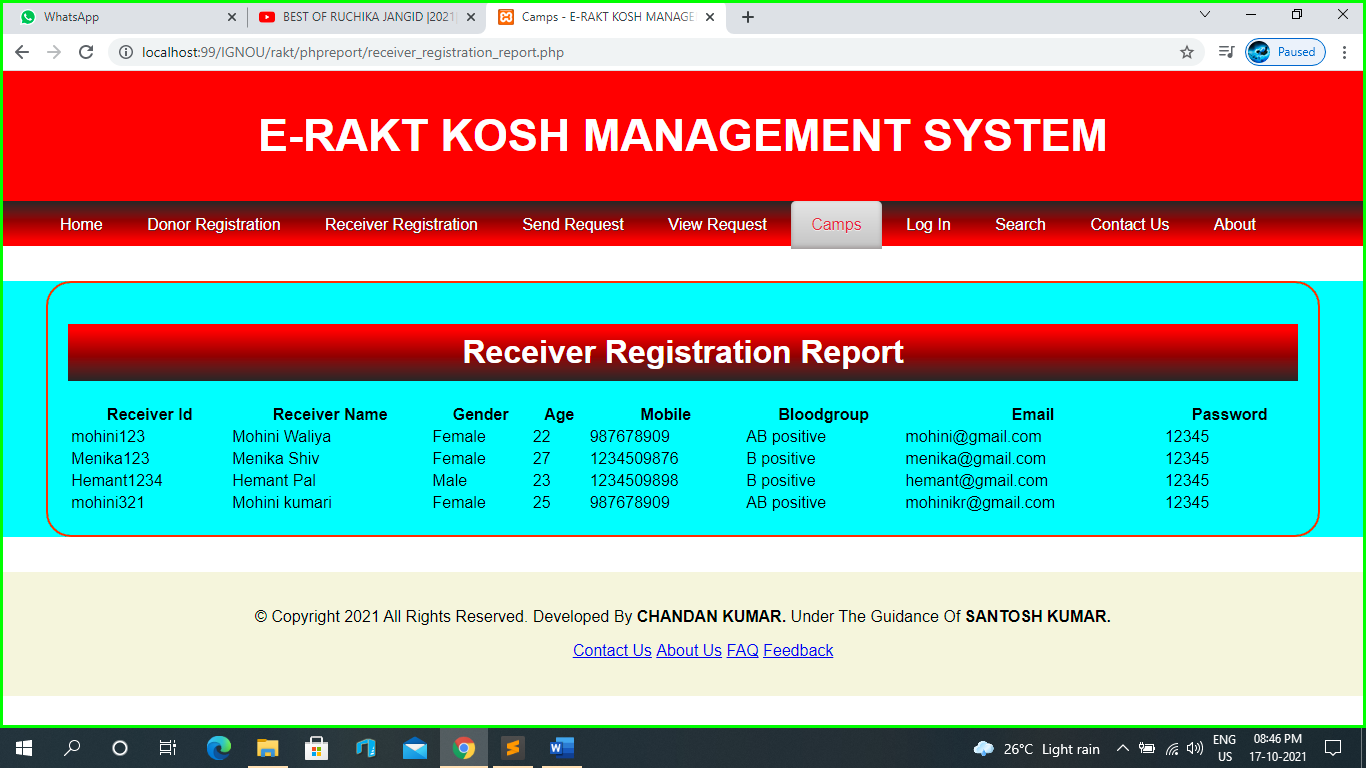 WhatsApp
BEST OF RUCHIKA JANGID |2021|
Camps - E-RAKT KOSH MANAGE
localhost:99/IGNOU/rakt/phpreport/receiver_registration_report.php
Paused
E-RAKT KOSH MANAGEMENT SYSTEM
Home Donor Registration Receiver Registration Send Request View Request Camps Log In Search Contact Us About
Receiver Registration Report
Receiver Id Receiver Name Gender Age Mobile Bloodgroup Email Password
mohini123 Mohini Waliya Female 22 987678909 AB positive mohini@gmail.com 12345
Menika123 Menika Shiv Female 27 1234509876 B positive menika@gmail.com 12345
Hemant1234 Hemant Pal Male 23 1234509898 B positive hemant@gmail.com 12345
mohini321 Mohini kumari Female 25 987678909 AB positive mohinikr@gmail.com 12345
© Copyright 2021 All Rights Reserved. Developed By CHANDAN KUMAR. Under The Guidance Of SANTOSH KUMAR.
Contact Us About Us FAQ Feedback
26°C Light rain
ENG
US
08:46 PM
17-10-2021